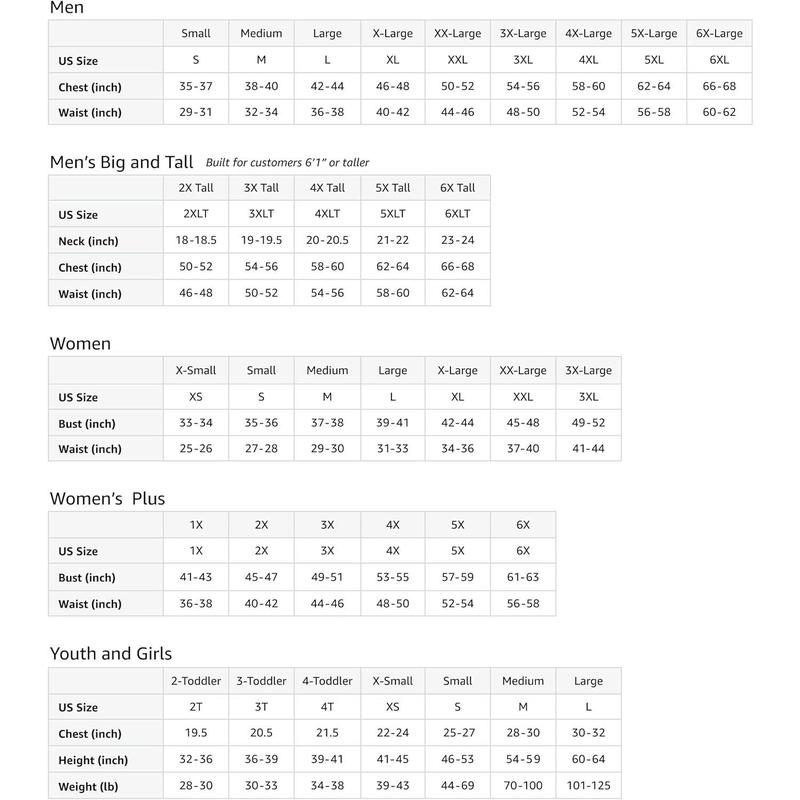 Men
Small Medium Large X-Large XX-Large 3X-Large 4X-Large 5X-Large 6X-Large
US Size S M L XL XXL 3XL 4XL 5XL 6XL
Chest (inch) 35-37 38-40 42-44 46-48 50-52 54-56 58-60 62-64 66-68
Waist (inch) 29-31 32-34 36-38 40-42 44-46 48-50 52-54 56-58 60-62
Men's Big and Tall Built for customers 6'1" or taller
2X Tall 3X Tall 4X Tall 5X Tall 6X Tall
US Size 2XLT 3XLT 4XLT 5XLT 6XLT
Neck (inch) 18-18.5 19-19.5 20-20.5 21-22 23-24
Chest (inch) 50-52 54-56 58-60 62-64 66-68
Waist (inch) 46-48 50-52 54-56 58-60 62-64
Women
X-Small Small Medium Large X-Large XX-Large 3X-Large
US Size XS S M L XL XXL 3XL
Bust (inch) 33-34 35-36 37-38 39-41 42-44 45-48 49-52
Waist (inch) 25-26 27-28 29-30 31-33 34-36 37-40 41-44
Women's Plus
1X 2X 3X 4X 5X 6X
US Size 1X 2X 3X 4X 5X 6X
Bust (inch) 41-43 45-47 49-51 53-55 57-59 61-63
Waist (inch) 36-38 40-42 44-46 48-50 52-54 56-58
Youth and Girls
2-Toddler 3-Toddler 4-Toddler X-Small Small Medium Large
US Size 2T 3T 4T XS S M L
Chest (inch) 19.5 20.5 21.5 22-24 25-27 28-30 30-32
Height (inch) 32-36 36-39 39-41 41-45 46-53 54-59 60-64
Weight (lb) 28-30 30-33 34-38 39-43 44-69 70-100 101-125